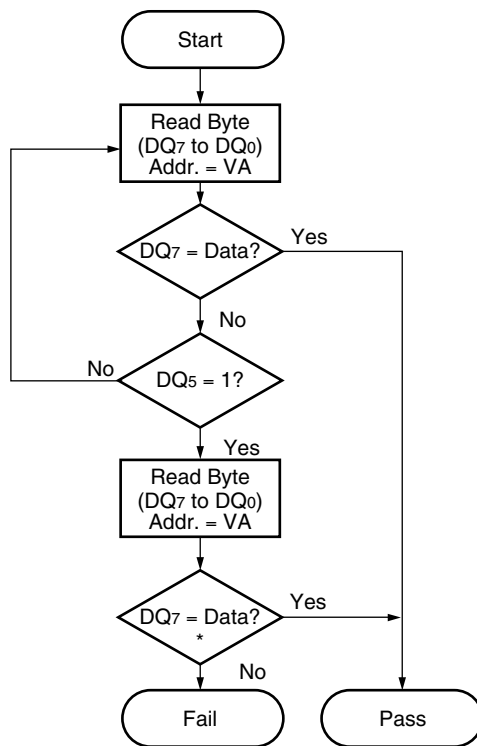 Start
Read Byte
(DQ7 to DQ0)
Addr. = VA
DQ7 = Data?
Yes
No
No
DQ5 = 1?
Yes
Read Byte
(DQ7 to DQ0)
Addr. = VA
DQ7 = Data?
*
Yes
No
Fail
Pass